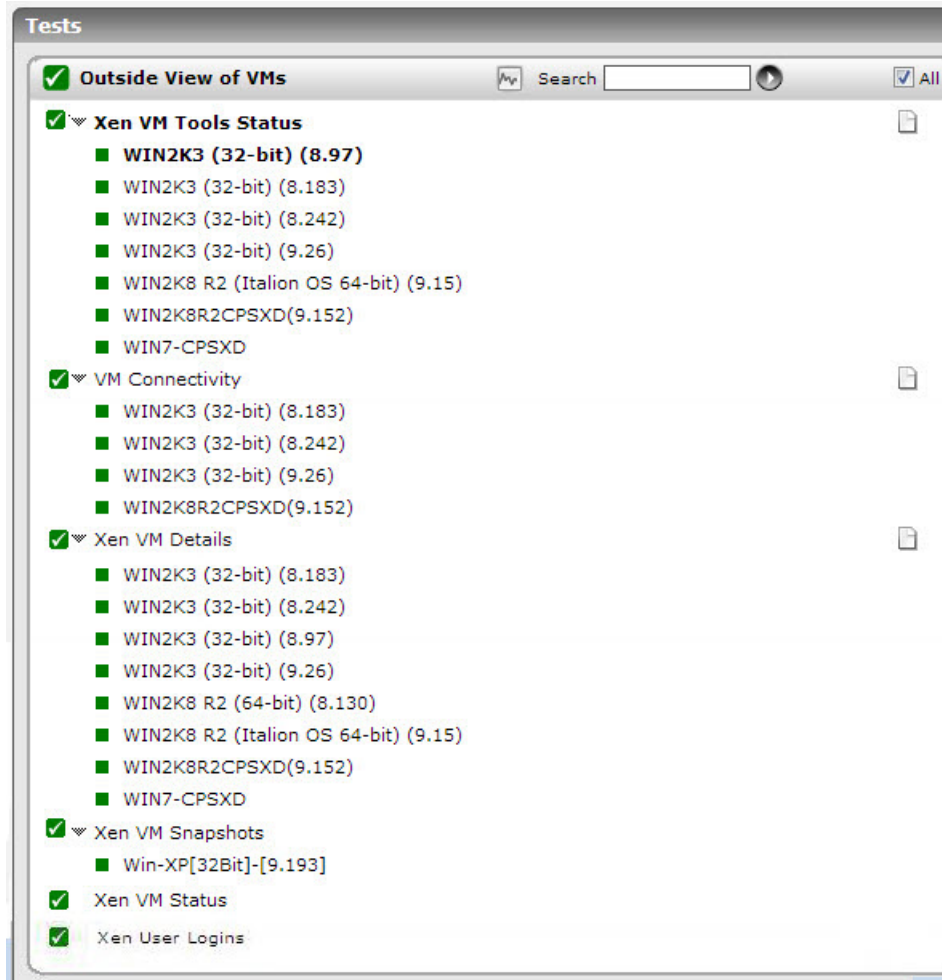 Tests
Outside View of VMs Search All
Xen VM Tools Status
WIN2K3 (32-bit) (8.97)
WIN2K3 (32-bit) (8.183)
WIN2K3 (32-bit) (8.242)
WIN2K3 (32-bit) (9.26)
WIN2K8 R2 (Italion OS 64-bit) (9.15)
WIN2K8R2CPSXD(9.152)
WIN7-CPSXD
VM Connectivity
WIN2K3 (32-bit) (8.183)
WIN2K3 (32-bit) (8.242)
WIN2K3 (32-bit) (9.26)
WIN2K8R2CPSXD(9.152)
Xen VM Details
WIN2K3 (32-bit) (8.183)
WIN2K3 (32-bit) (8.242)
WIN2K3 (32-bit) (8.97)
WIN2K3 (32-bit) (9.26)
WIN2K8 R2 (64-bit) (8.130)
WIN2K8 R2 (Italion OS 64-bit) (9.15)
WIN2K8R2CPSXD(9.152)
WIN7-CPSXD
Xen VM Snapshots
Win-XP[32Bit]-[9.193]
Xen VM Status
Xen User Logins